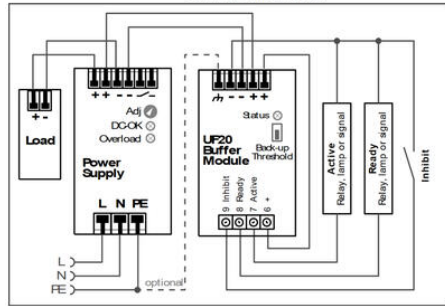 + -
Load
+ + - -
Adj
DC-OK
Overload
Power
Supply
L N PE
L
N
PE
optional
- - + +
Status
UF20
Buffer
Module
Back-up
Threshold
9 Inhibit
8 Ready
7 Active
6 +
Active
Relay, lamp or signal
Ready
Relay, lamp or signal
Inhibit